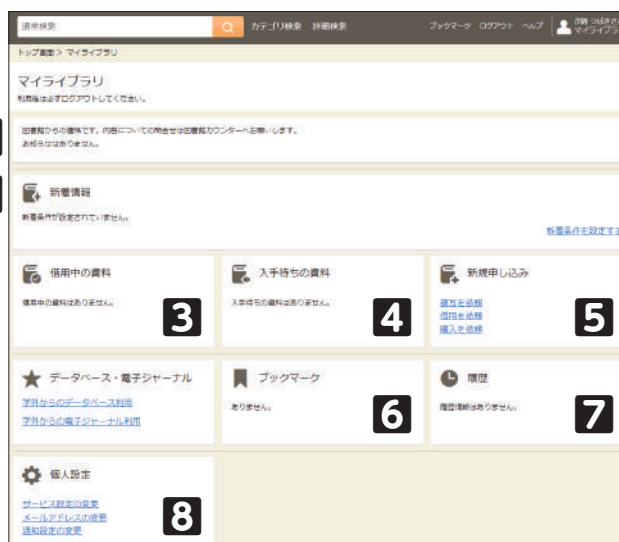 通常検索
カテゴリ検索 詳細検索
ブックマーク ログアウト ヘルプ
マイライブラ
トップ画面 > マイライブラリ
マイライブラリ
利用後は必ずログアウトしてください。
図書館からの連絡です。内容についての問合せは図書館カウンターへお願いします。
お知らせはありません。
新着情報
新着条件が設定されていません。
新着条件を設定する
借用中の資料
借用中の資料はありません。
3
入手待ちの資料
入手待ちの資料はありません。
4
新規申し込み
複写を依頼
借用を依頼
購入を依頼
5
データベース・電子ジャーナル
学外からのデータベース利用
学外からの電子ジャーナル利用
ブックマーク
ありません。
6
履歴
履歴情報はありません。
7
個人設定
サービス設定の変更
メールアドレスの変更
通知設定の変更
8